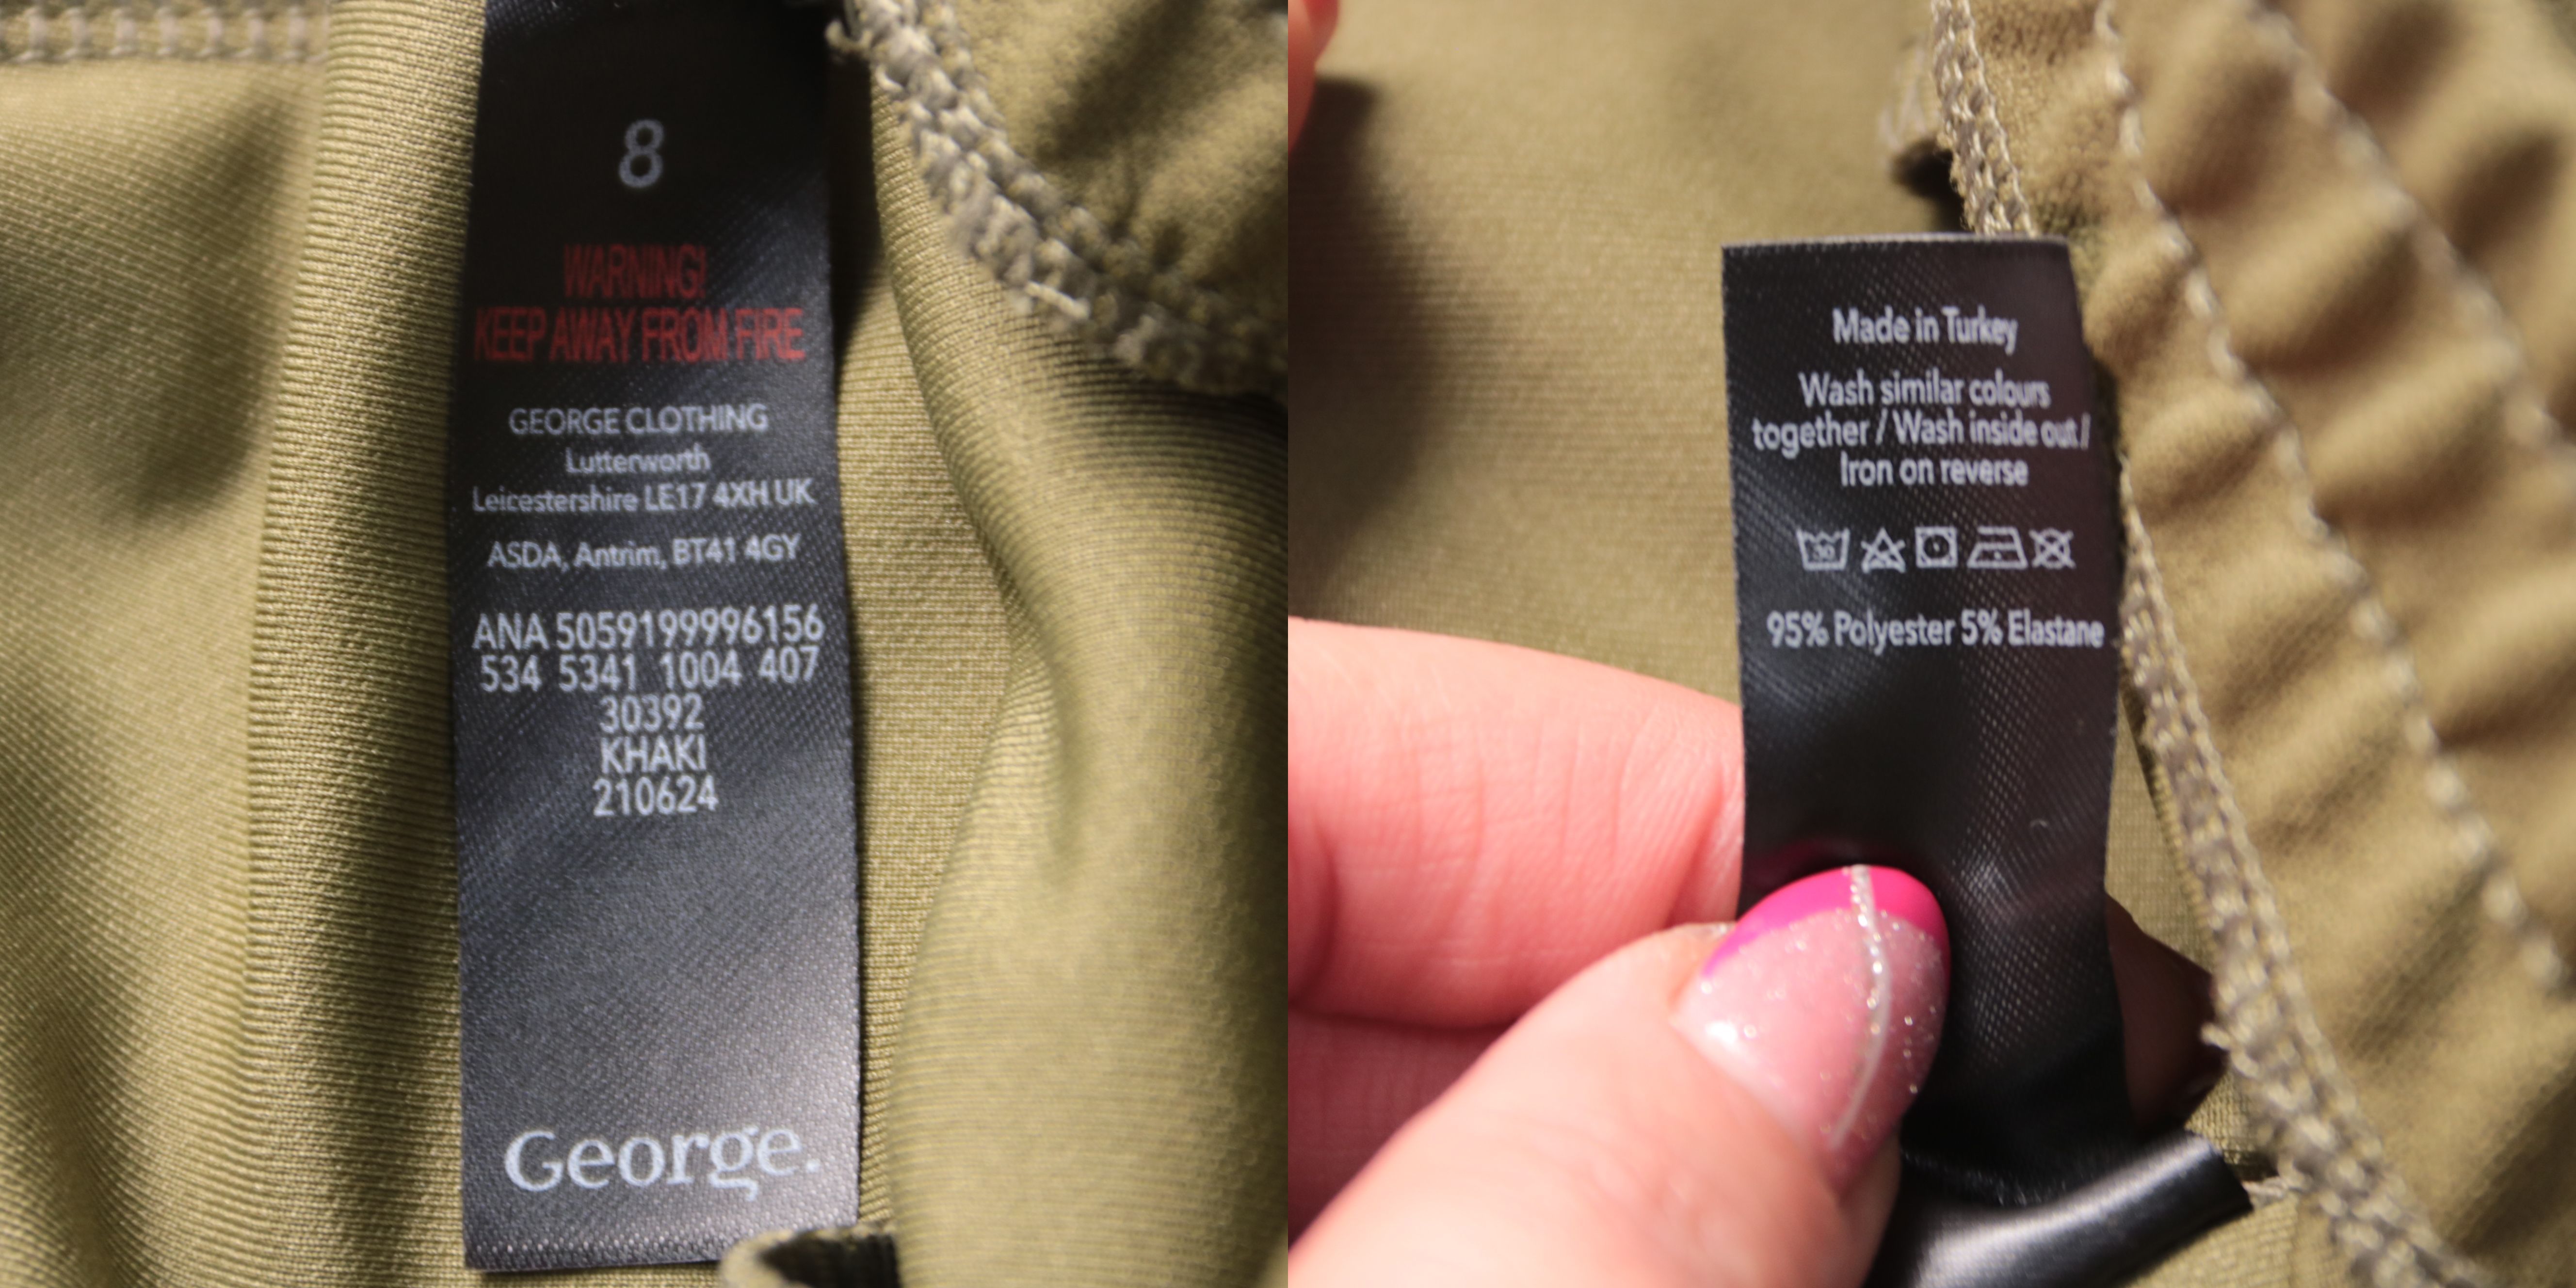 8
WARNING!
KEEP AWAY FROM FIRE
GEORGE CLOTHING
Lutterworth
Leicestershire LE17 4XH UK
ASDA, Antrim, BT41 4GY
ANA 5059199996156
534 5341 1004 407
30392
KHAKI
210624
George.
Made in Turkey
Wash similar colours
together / Wash inside out /
Iron on reverse
30
95% Polyester 5% Elastane